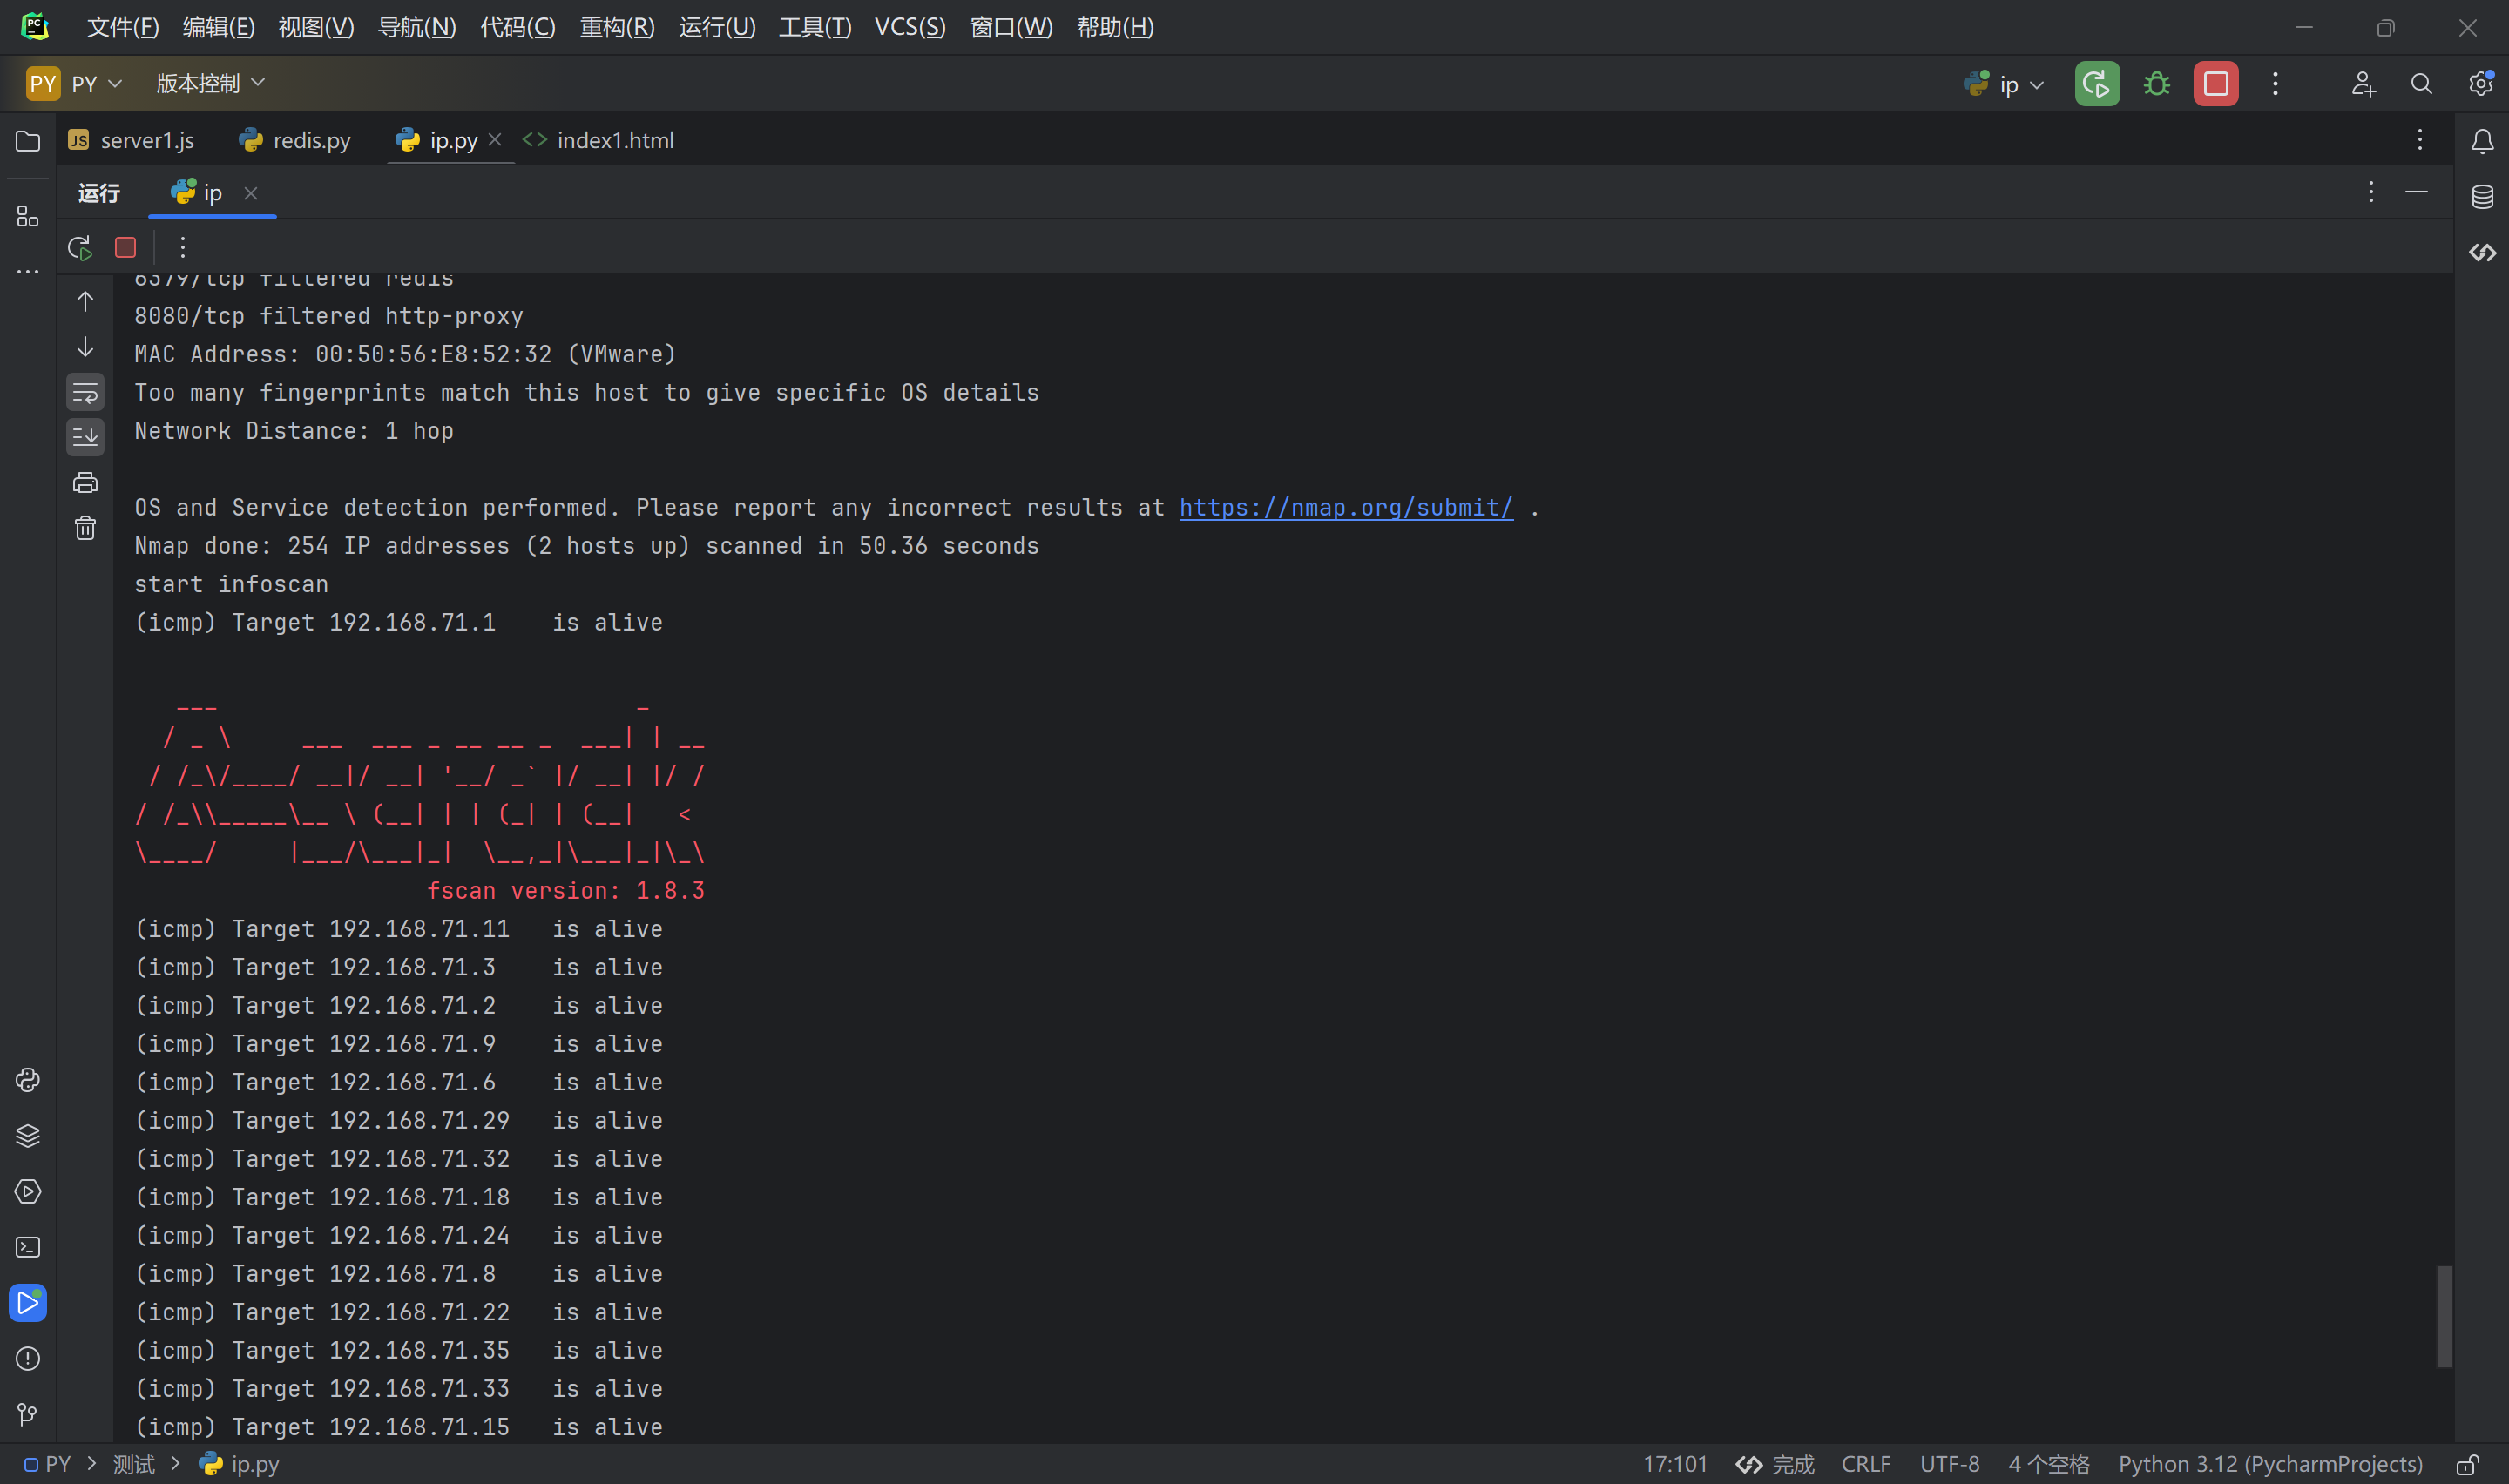 文件(F) 编辑(E) 视图(V) 导航(N) 代码(C) 重构(R) 运行(U) 工具(T) VCS(S) 窗口(W) 帮助(H)
PY PY 版本控制 ip
server1.js redis.py ip.py index1.html
运行 ip
6379/tcp filtered redis
8080/tcp filtered http-proxy
MAC Address: 00:50:56:E8:52:32 (VMware)
Too many fingerprints match this host to give specific OS details
Network Distance: 1 hop
OS and Service detection performed. Please report any incorrect results at https://nmap.org/submit/ .
Nmap done: 254 IP addresses (2 hosts up) scanned in 50.36 seconds
start infoscan
(icmp) Target 192.168.71.1    is alive
   ___                              _
  / _ \     ___  ___ _ __ __ _  ___| | __
 / /_\/____/ __|/ __| '__/ _` |/ __| |/ /
/ /_\\_____\__ \ (__| | | (_| | (__|   <
\____/     |___/\___|_|  \__,_|\___|_|\_\
                     fscan version: 1.8.3
(icmp) Target 192.168.71.11   is alive
(icmp) Target 192.168.71.3    is alive
(icmp) Target 192.168.71.2    is alive
(icmp) Target 192.168.71.9    is alive
(icmp) Target 192.168.71.6    is alive
(icmp) Target 192.168.71.29   is alive
(icmp) Target 192.168.71.32   is alive
(icmp) Target 192.168.71.18   is alive
(icmp) Target 192.168.71.24   is alive
(icmp) Target 192.168.71.8    is alive
(icmp) Target 192.168.71.22   is alive
(icmp) Target 192.168.71.35   is alive
(icmp) Target 192.168.71.33   is alive
(icmp) Target 192.168.71.15   is alive
PY > 测试 > ip.py 17:101 完成 CRLF UTF-8 4 个空格 Python 3.12 (PycharmProjects)